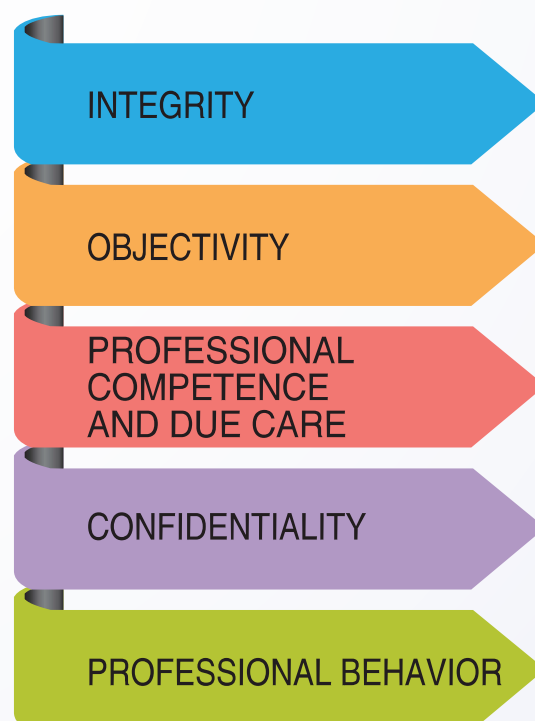 INTEGRITY
OBJECTIVITY
PROFESSIONAL
COMPETENCE
AND DUE CARE
CONFIDENTIALITY
PROFESSIONAL BEHAVIOR